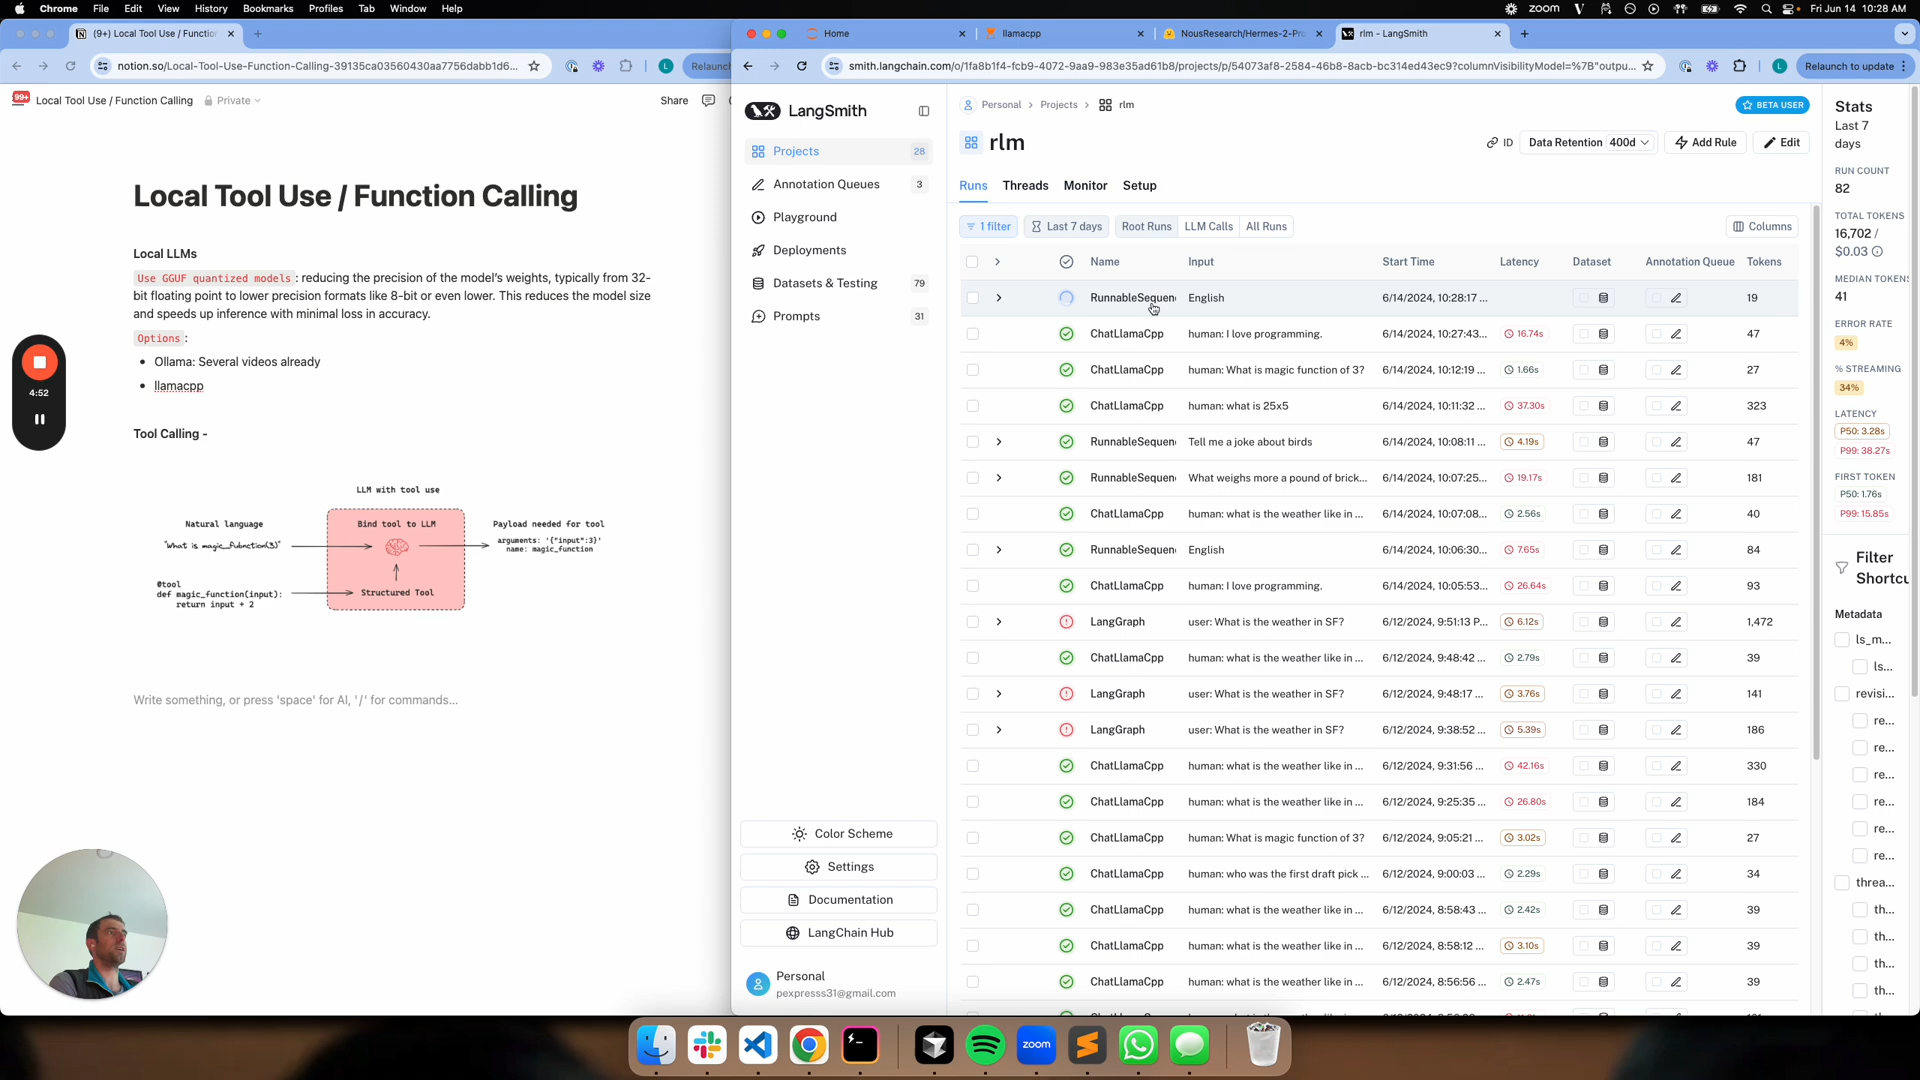 Chrome File Edit View History Bookmarks Profiles Tab Window Help
zoom Fri Jun 14 10:28 AM
(9+) Local Tool Use / Functio
notion.so/Local-Tool-Use-Function-Calling-39135ca03560430aa7756dabb1d6...
99+ Local Tool Use / Function Calling Private
Share
Local Tool Use / Function Calling
Local LLMs
Use GGUF quantized models : reducing the precision of the model's weights, typically from 32-
bit floating point to lower precision formats like 8-bit or even lower. This reduces the model size
and speeds up inference with minimal loss in accuracy.
Options :
Ollama: Several videos already
llamacpp
4:52
Tool Calling -
LLM with tool use
Natural language
Bind tool to LLM
Payload needed for tool
"What is magic_fubnction(3)"
arguments: '{"input":3}'
name: magic_function
@tool
def magic_function(input):
return input + 2
Structured Tool
Write something, or press 'space' for AI, '/' for commands...
Home
llamacpp
NousResearch/Hermes-2-Pro
rlm - LangSmith
smith.langchain.com/o/1fa8b1f4-fcb9-4072-9aa9-983e35ad61b8/projects/p/54073af8-2584-46b8-8acb-bc314ed43ec9?columnVisibilityModel=%7B"outpu...
Relaunch to update
LangSmith
Projects 28
Annotation Queues 3
Playground
Deployments
Datasets & Testing 79
Prompts 31
Color Scheme
Settings
Documentation
LangChain Hub
Personal
pexpresss31@gmail.com
Personal Projects rlm
BETA USER
rlm
ID Data Retention 400d Add Rule Edit
Runs Threads Monitor Setup
1 filter Last 7 days Root Runs LLM Calls All Runs Columns
Name Input Start Time Latency Dataset Annotation Queue Tokens
RunnableSequen English 6/14/2024, 10:28:17 ... 19
ChatLlamaCpp human: I love programming. 6/14/2024, 10:27:43... 16.74s 47
ChatLlamaCpp human: What is magic function of 3? 6/14/2024, 10:12:19 ... 1.66s 27
ChatLlamaCpp human: what is 25x5 6/14/2024, 10:11:32 ... 37.30s 323
RunnableSequen Tell me a joke about birds 6/14/2024, 10:08:11 ... 4.19s 47
RunnableSequen What weighs more a pound of brick... 6/14/2024, 10:07:25... 19.17s 181
ChatLlamaCpp human: what is the weather like in ... 6/14/2024, 10:07:08... 2.56s 40
RunnableSequen English 6/14/2024, 10:06:30... 7.65s 84
ChatLlamaCpp human: I love programming. 6/14/2024, 10:05:53... 26.64s 93
LangGraph user: What is the weather in SF? 6/12/2024, 9:51:13 P... 6.12s 1,472
ChatLlamaCpp human: what is the weather like in ... 6/12/2024, 9:48:42 ... 2.79s 39
LangGraph user: What is the weather in SF? 6/12/2024, 9:48:17 ... 3.76s 141
LangGraph user: What is the weather in SF? 6/12/2024, 9:38:52 ... 5.39s 186
ChatLlamaCpp human: what is the weather like in ... 6/12/2024, 9:31:56 ... 42.16s 330
ChatLlamaCpp human: what is the weather like in ... 6/12/2024, 9:25:35 ... 26.80s 184
ChatLlamaCpp human: What is magic function of 3? 6/12/2024, 9:05:21 ... 3.02s 27
ChatLlamaCpp human: who was the first draft pick ... 6/12/2024, 9:00:03 ... 2.29s 34
ChatLlamaCpp human: what is the weather like in ... 6/12/2024, 8:58:43 ... 2.42s 39
ChatLlamaCpp human: what is the weather like in ... 6/12/2024, 8:58:12 ... 3.10s 39
ChatLlamaCpp human: what is the weather like in ... 6/12/2024, 8:56:56 ... 2.47s 39
Stats
Last 7
days
RUN COUNT
82
TOTAL TOKENS
16,702 /
$0.03
MEDIAN TOKENS
41
ERROR RATE
4%
% STREAMING
34%
LATENCY
P50: 3.28s
P99: 38.27s
FIRST TOKEN
P50: 1.76s
P99: 15.85s
Filter
Shortcu
Metadata
ls_m...
ls...
revisi...
re...
re...
re...
re...
re...
re...
threa...
th...
th...
th...
th...
zoom